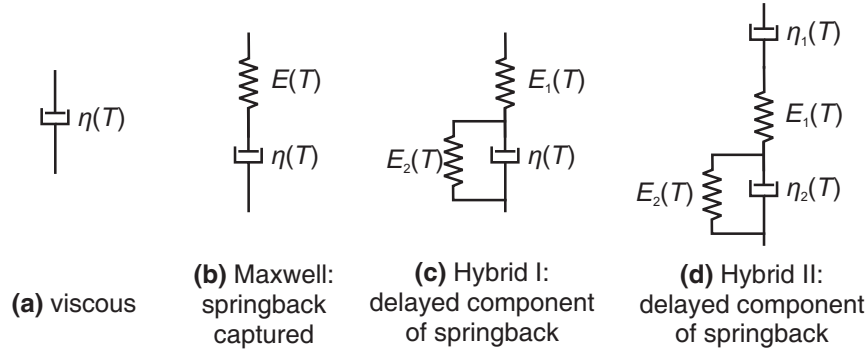 η(T)
(a) viscous
E(T)
η(T)
(b) Maxwell:
springback
captured
E₁(T)
E₂(T)
η(T)
(c) Hybrid I:
delayed component
of springback
η₁(T)
E₁(T)
E₂(T)
η₂(T)
(d) Hybrid II:
delayed component
of springback